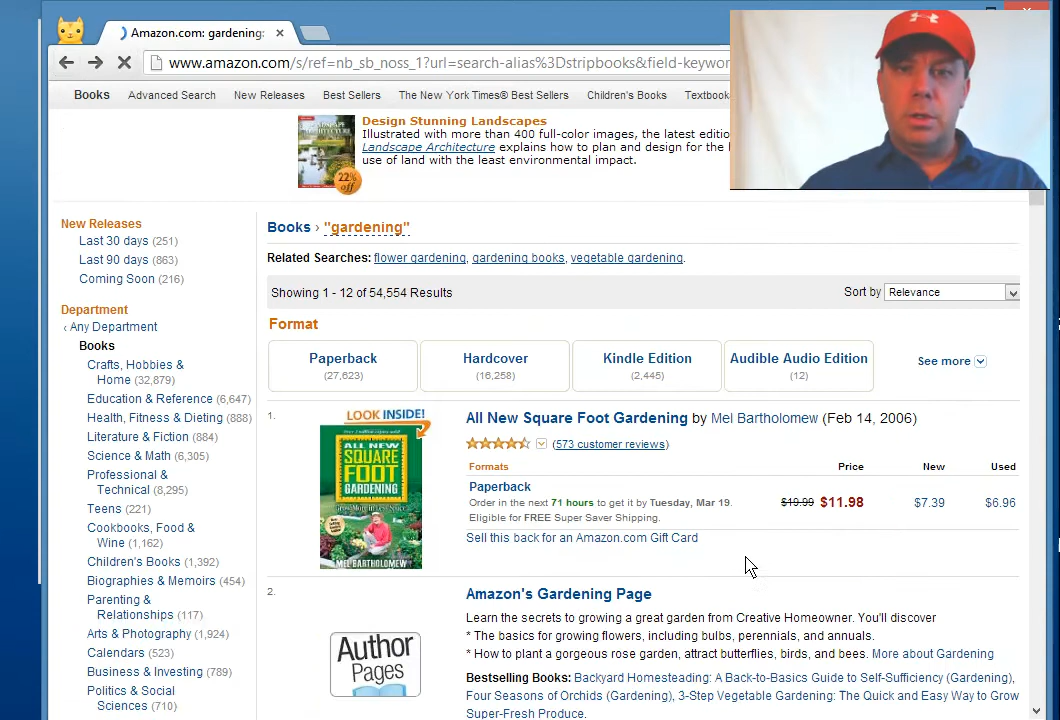 Amazon.com: gardening:
www.amazon.com/s/ref=nb_sb_noss_1?url=search-alias%3Dstripbooks&field-keywor
Books Advanced Search New Releases Best Sellers The New York Times® Best Sellers Children's Books Textbook
Design Stunning Landscapes
Illustrated with more than 400 full-color images, the latest editio
Landscape Architecture explains how to plan and design for the
use of land with the least environmental impact.
22% off
New Releases
Last 30 days (251)
Last 90 days (863)
Coming Soon (216)
Department
‹ Any Department
Books
Crafts, Hobbies &
Home (32,879)
Education & Reference (6,647)
Health, Fitness & Dieting (888)
Literature & Fiction (884)
Science & Math (6,305)
Professional &
Technical (8,295)
Teens (221)
Cookbooks, Food &
Wine (1,162)
Children's Books (1,392)
Biographies & Memoirs (454)
Parenting &
Relationships (117)
Arts & Photography (1,924)
Calendars (523)
Business & Investing (789)
Politics & Social
Sciences (710)
Books › "gardening"
Related Searches: flower gardening, gardening books, vegetable gardening.
Showing 1 - 12 of 54,554 Results
Sort by Relevance
Format
Paperback
(27,623)
Hardcover
(16,258)
Kindle Edition
(2,445)
Audible Audio Edition
(12)
See more
1.
LOOK INSIDE!
ALL NEW
SQUARE
FOOT
GARDENING
MEL BARTHOLOMEW
All New Square Foot Gardening by Mel Bartholomew (Feb 14, 2006)
(573 customer reviews)
Formats Price New Used
Paperback
Order in the next 71 hours to get it by Tuesday, Mar 19.
$19.99 $11.98 $7.39 $6.96
Eligible for FREE Super Saver Shipping.
Sell this back for an Amazon.com Gift Card
2.
Author
Pages
Amazon's Gardening Page
Learn the secrets to growing a great garden from Creative Homeowner. You'll discover
* The basics for growing flowers, including bulbs, perennials, and annuals.
* How to plant a gorgeous rose garden, attract butterflies, birds, and bees. More about Gardening
Bestselling Books: Backyard Homesteading: A Back-to-Basics Guide to Self-Sufficiency (Gardening),
Four Seasons of Orchids (Gardening), 3-Step Vegetable Gardening: The Quick and Easy Way to Grow
Super-Fresh Produce.